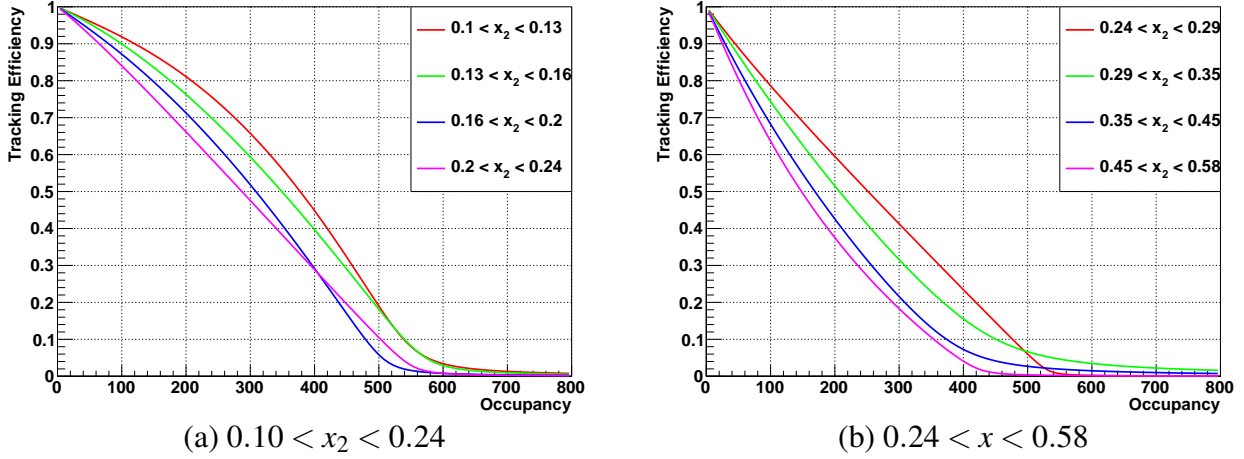 Tracking Efficiency
1
0.9
0.8
0.7
0.6
0.5
0.4
0.3
0.2
0.1
0
0 100 200 300 400 500 600 700 800
Occupancy
0.1 < x2 < 0.13
0.13 < x2 < 0.16
0.16 < x2 < 0.2
0.2 < x2 < 0.24
(a) 0.10 < x2 < 0.24
Tracking Efficiency
1
0.9
0.8
0.7
0.6
0.5
0.4
0.3
0.2
0.1
0
0 100 200 300 400 500 600 700 800
Occupancy
0.24 < x2 < 0.29
0.29 < x2 < 0.35
0.35 < x2 < 0.45
0.45 < x2 < 0.58
(b) 0.24 < x < 0.58